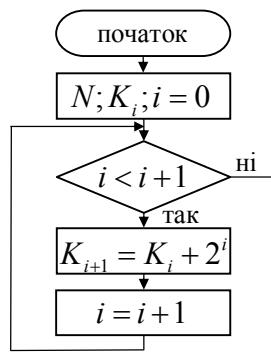 початок
N; K_i; i = 0
i < i + 1
ні
так
K_{i+1} = K_i + 2^i
i = i + 1